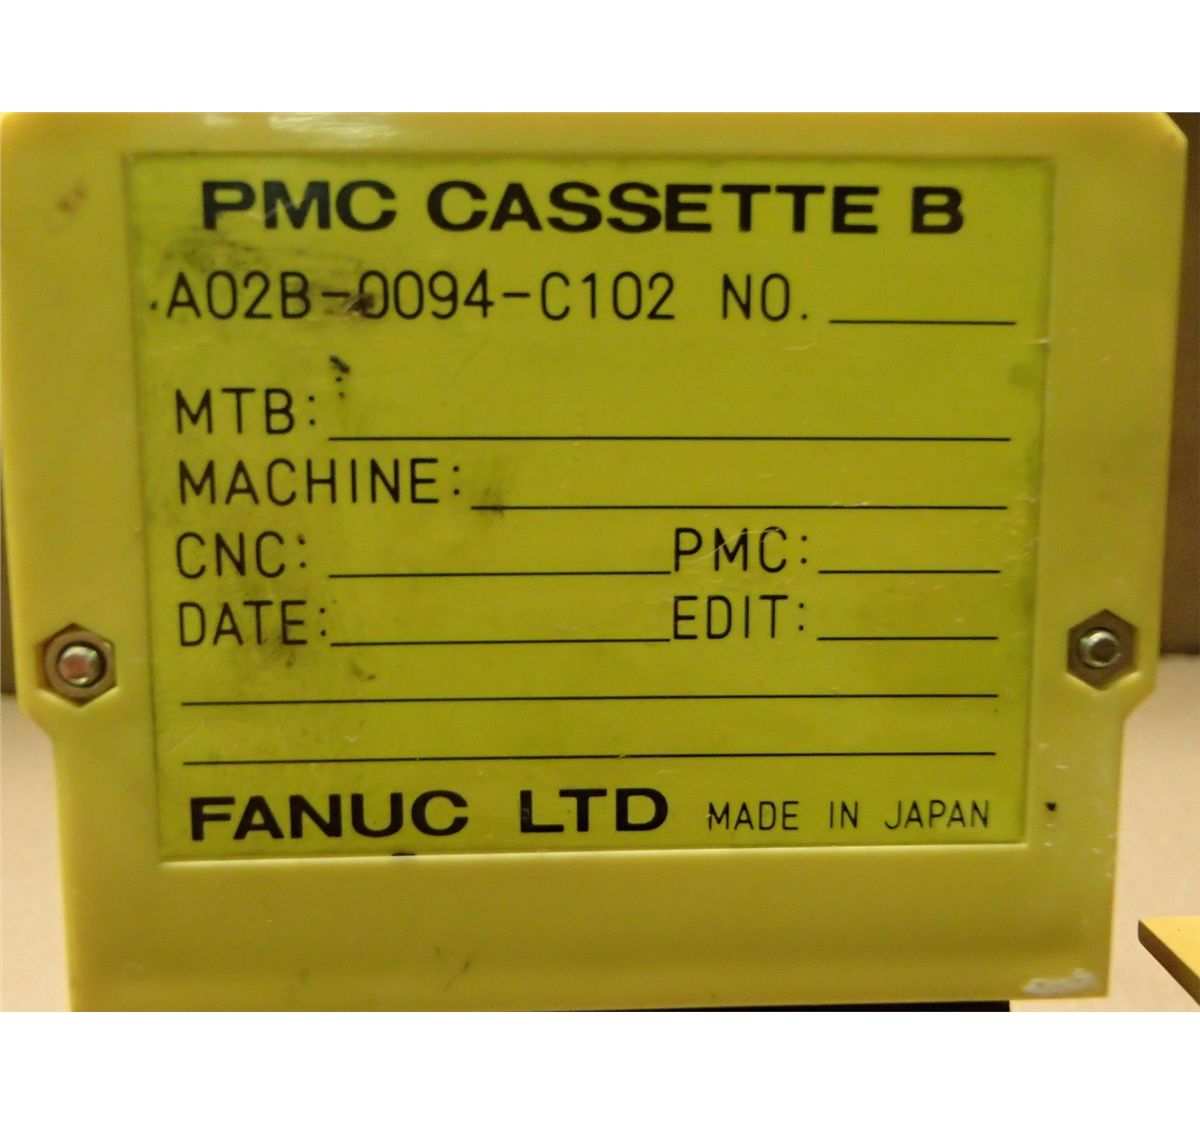 PMC CASSETTE B
A02B-0094-C102 NO.
MTB:
MACHINE:
CNC: PMC:
DATE: EDIT:
FANUC LTD MADE IN JAPAN